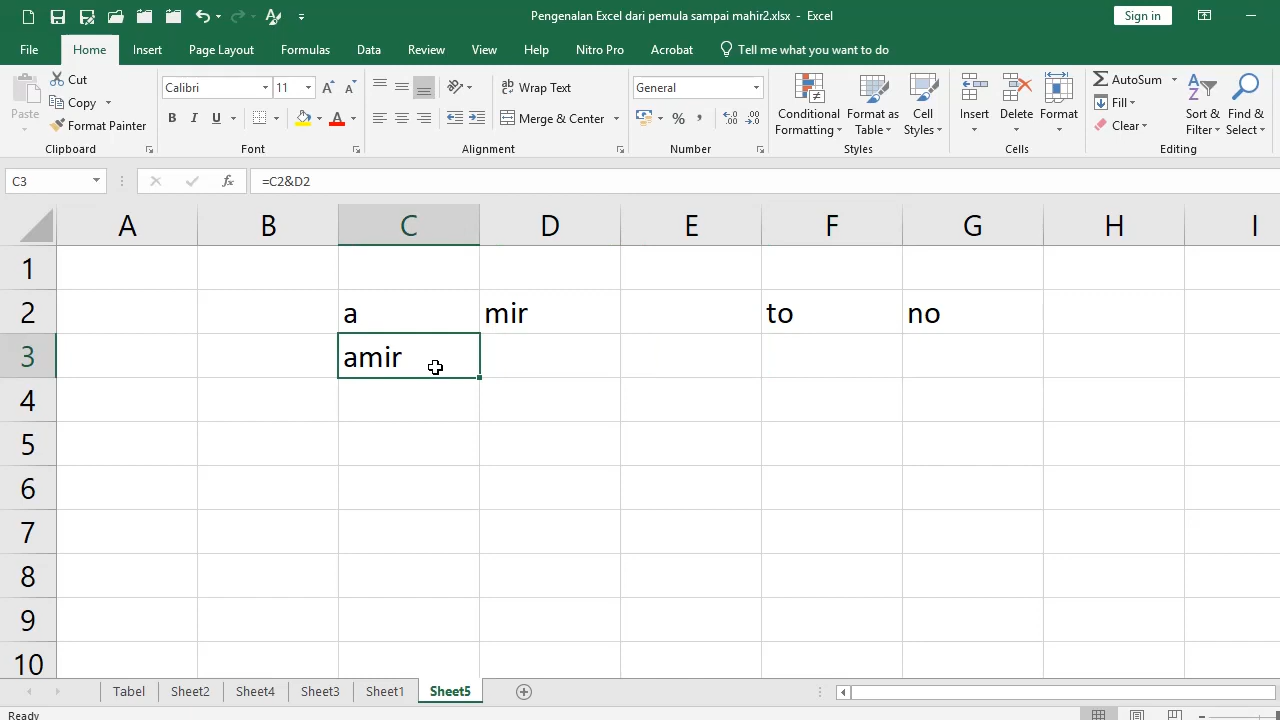 Pengenalan Excel dari pemula sampai mahir2.xlsx - Excel
Sign in
File Home Insert Page Layout Formulas Data Review View Help Nitro Pro Acrobat Tell me what you want to do
Paste
Cut
Copy
Format Painter
Clipboard
Calibri 11
B I U
Font
Wrap Text
Merge & Center
Alignment
General
Number
Conditional Formatting
Format as Table
Cell Styles
Styles
Insert
Delete
Format
Cells
AutoSum
Fill
Clear
Sort & Filter
Find & Select
Editing
C3 fx =C2&D2
A B C D E F G H I
1
2 a mir to no
3 amir
4
5
6
7
8
9
10
Tabel Sheet2 Sheet4 Sheet3 Sheet1 Sheet5
Ready